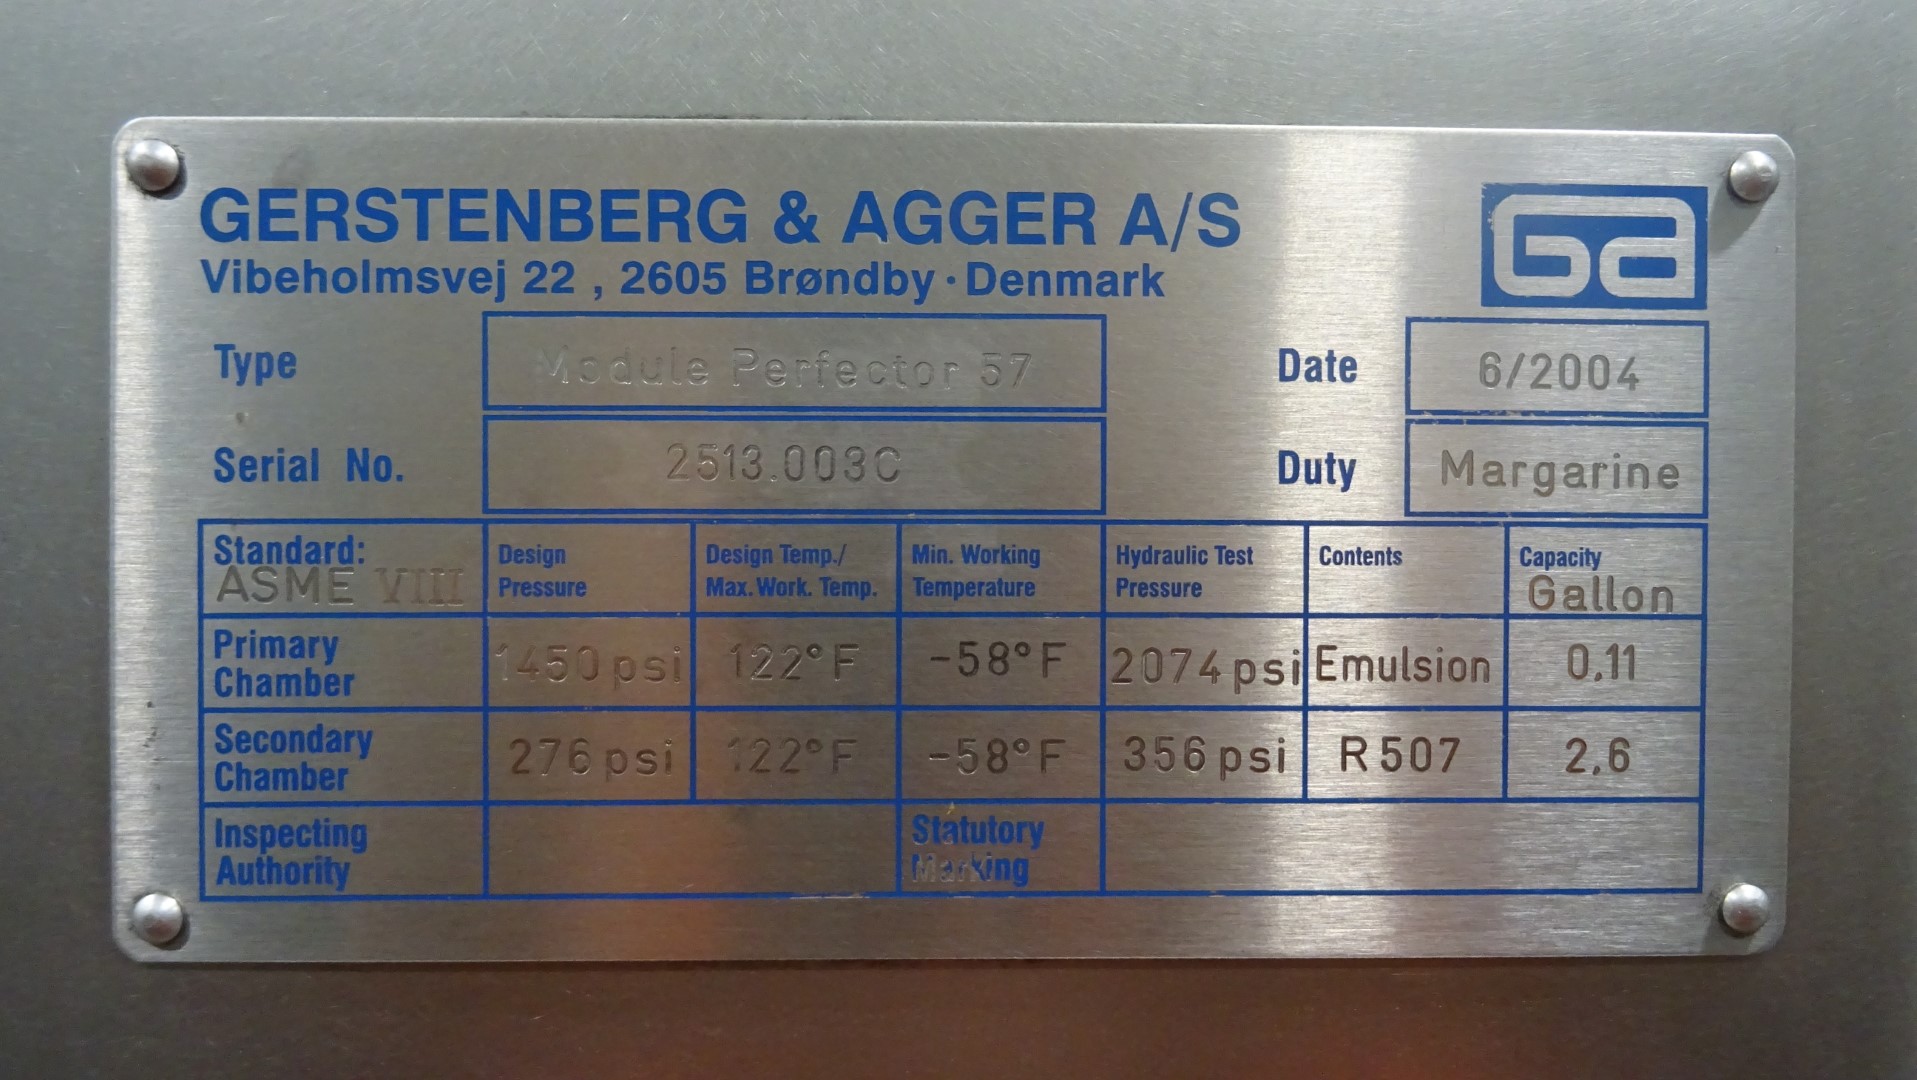 GERSTENBERG & AGGER A/S
Vibeholmsvej 22 , 2605 Brøndby · Denmark
GA
Type Module Perfector 57 Date 6/2004
Serial No. 2513.003C Duty Margarine
Standard: ASME VIII Design Pressure Design Temp./ Max. Work. Temp. Min. Working Temperature Hydraulic Test Pressure Contents Capacity Gallon
Primary Chamber 1450 psi 122°F -58°F 2074 psi Emulsion 0.11
Secondary Chamber 276 psi 122°F -58°F 356 psi R507 2.6
Inspecting Authority Statutory Marking